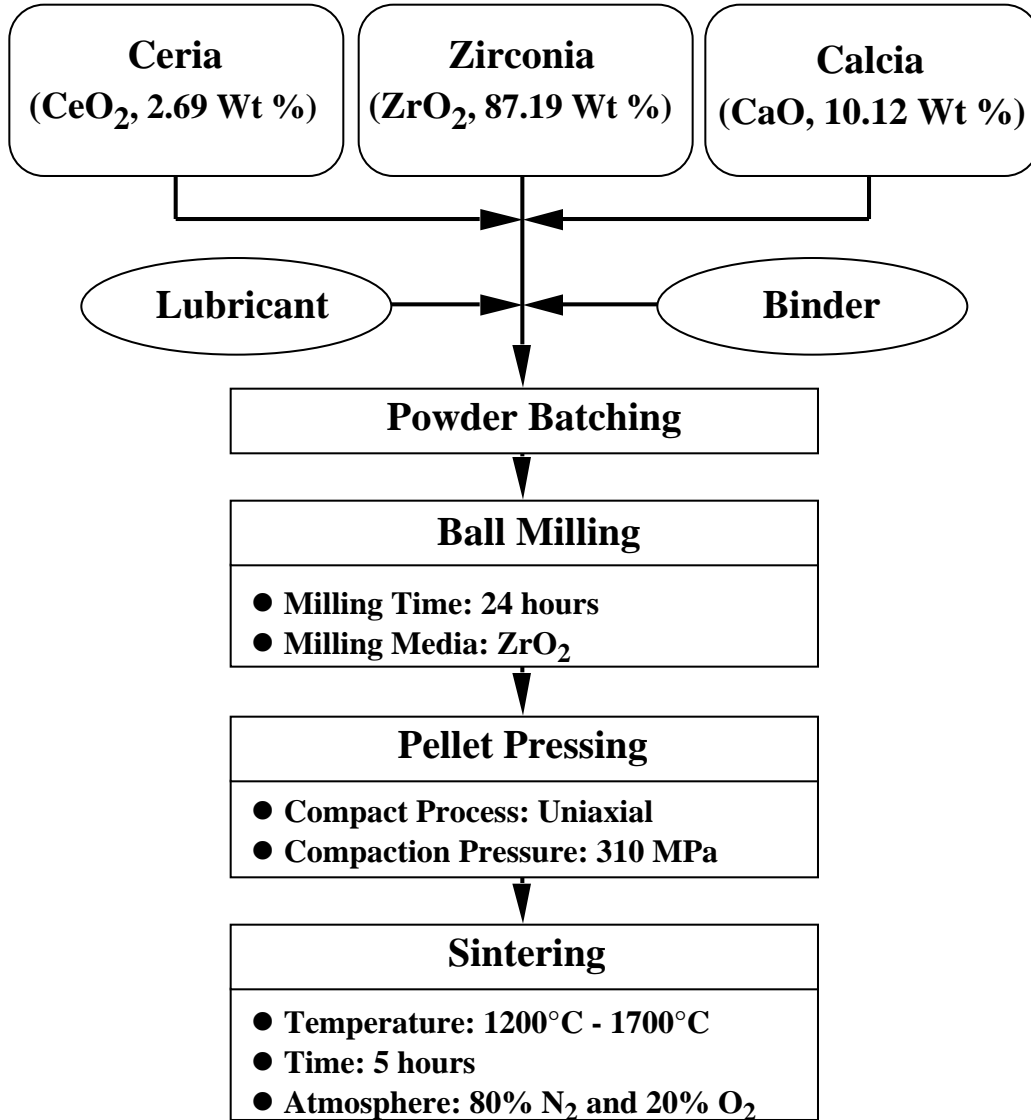 Ceria
(CeO₂, 2.69 Wt %)
Zirconia
(ZrO₂, 87.19 Wt %)
Calcia
(CaO, 10.12 Wt %)
Lubricant
Binder
Powder Batching
Ball Milling
● Milling Time: 24 hours
● Milling Media: ZrO₂
Pellet Pressing
● Compact Process: Uniaxial
● Compaction Pressure: 310 MPa
Sintering
● Temperature: 1200°C - 1700°C
● Time: 5 hours
● Atmosphere: 80% N₂ and 20% O₂